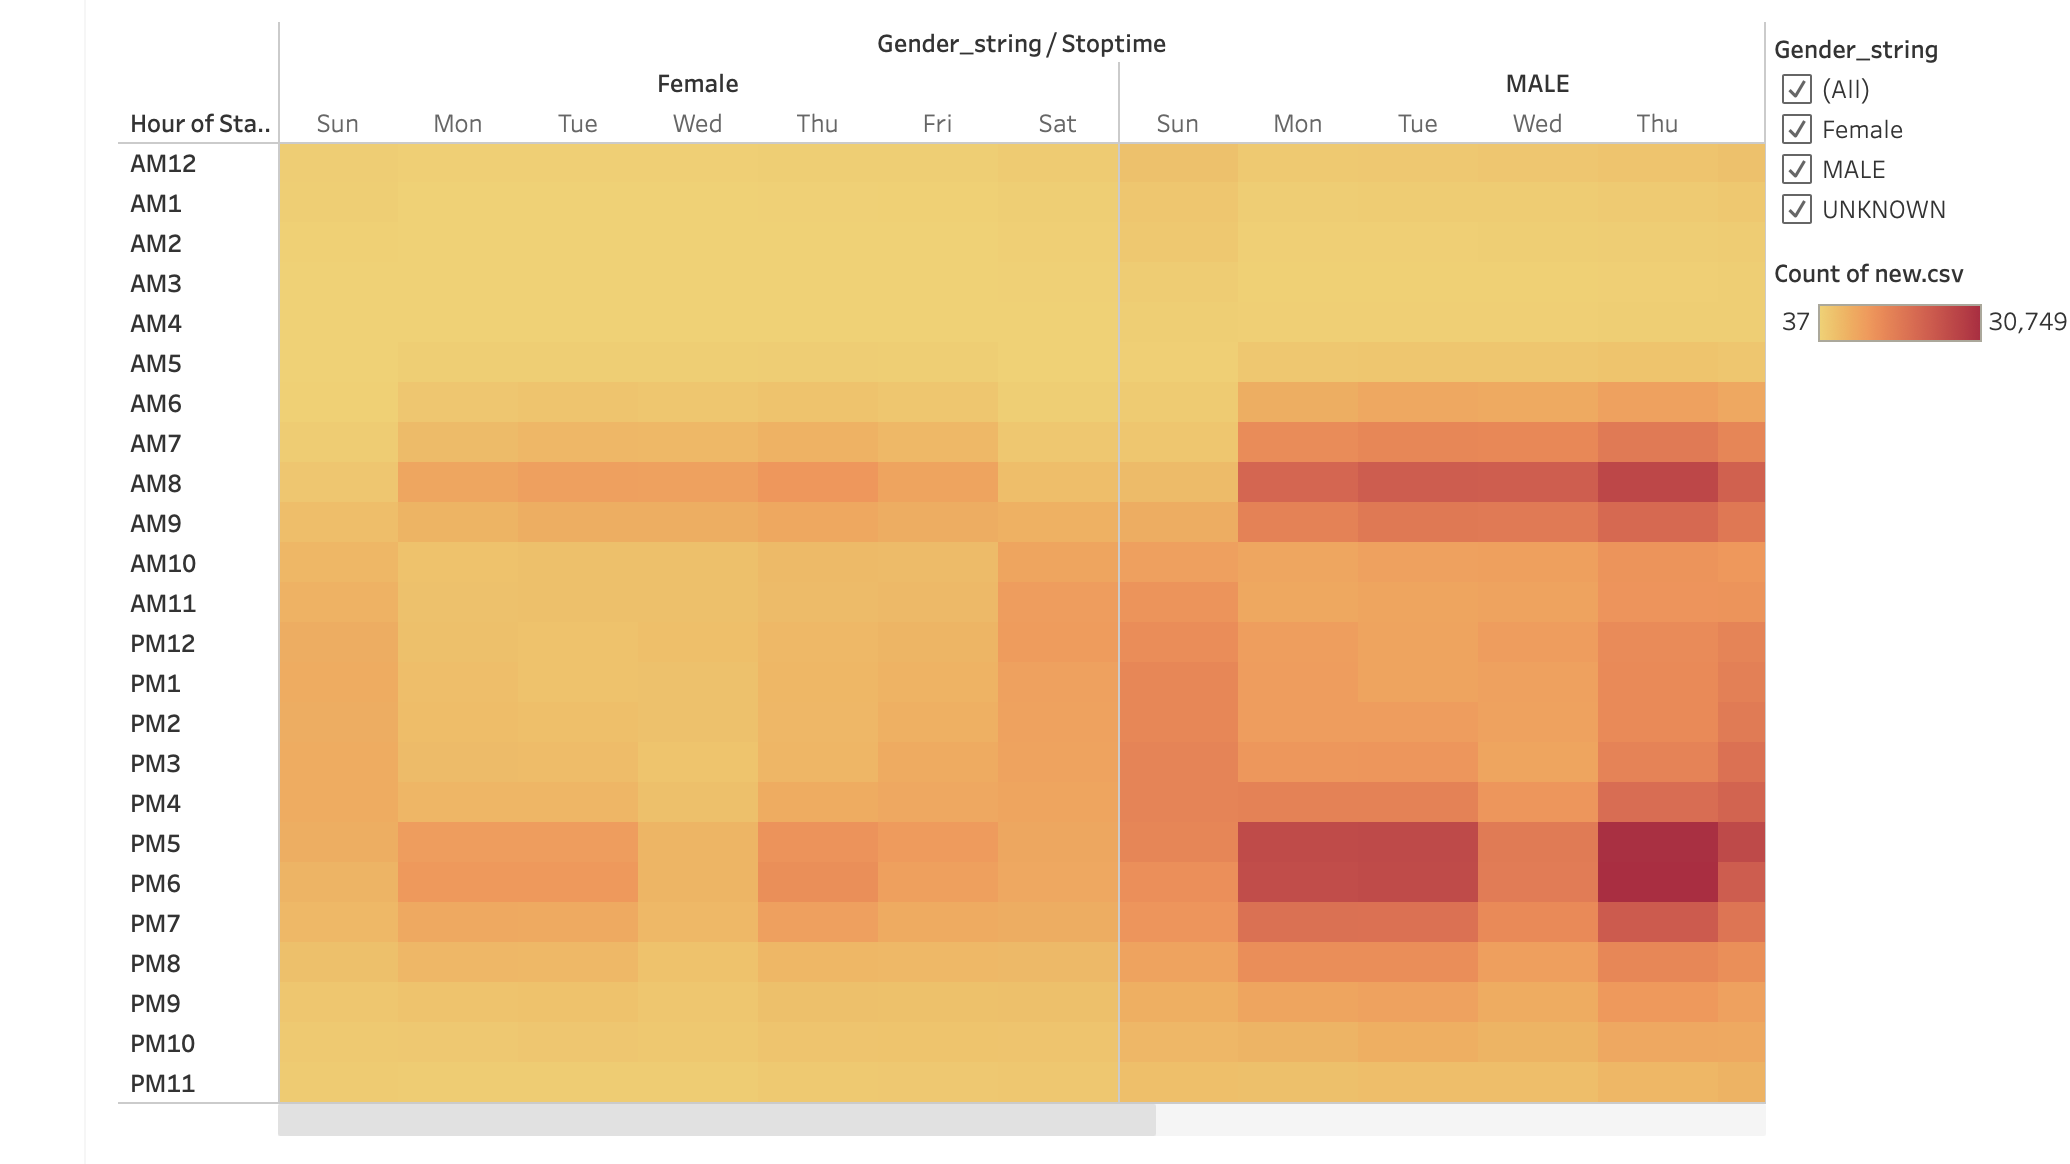 Gender_string / Stoptime
Female MALE
Hour of Sta.. Sun Mon Tue Wed Thu Fri Sat Sun Mon Tue Wed Thu
AM12
AM1
AM2
AM3
AM4
AM5
AM6
AM7
AM8
AM9
AM10
AM11
PM12
PM1
PM2
PM3
PM4
PM5
PM6
PM7
PM8
PM9
PM10
PM11
Gender_string
(All)
Female
MALE
UNKNOWN
Count of new.csv
37 30,749